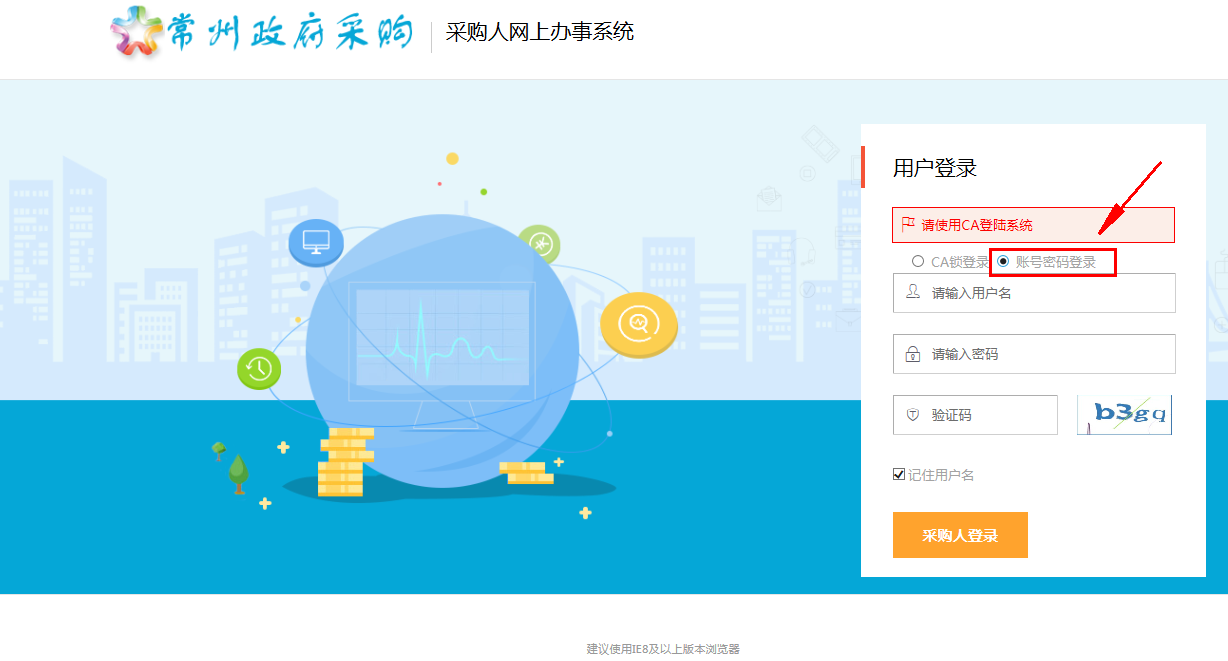 常州政府采购
采购人网上办事系统
用户登录
请使用CA登陆系统
CA锁登录 账号密码登录
请输入用户名
请输入密码
验证码 b3gq
记住用户名
采购人登录
建议使用IE8及以上版本浏览器